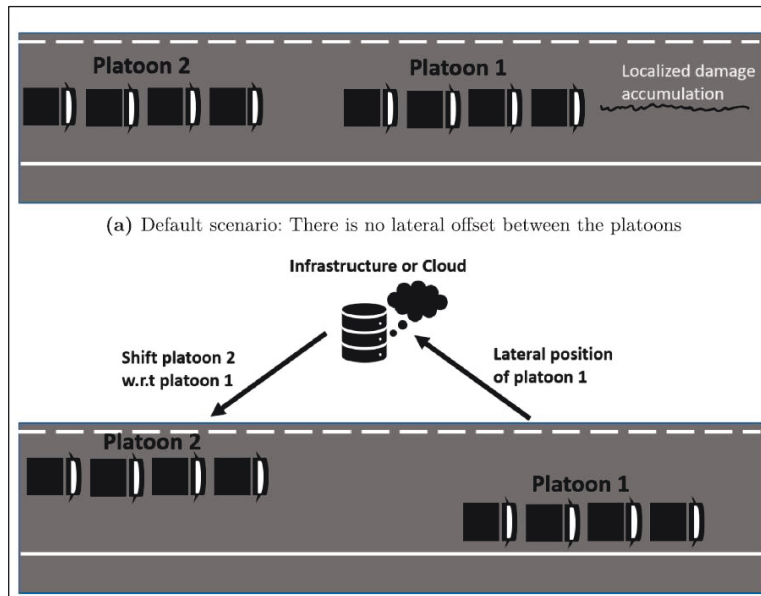 Platoon 2
Platoon 1
Localized damage
accumulation
(a) Default scenario: There is no lateral offset between the platoons
Infrastructure or Cloud
Shift platoon 2
w.r.t platoon 1
Lateral position
of platoon 1
Platoon 2
Platoon 1